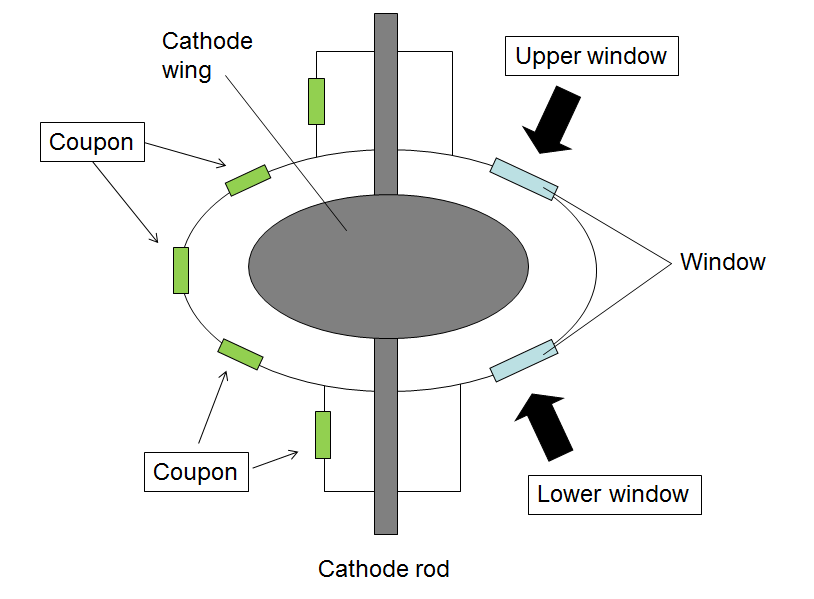 Cathode
wing
Upper window
Coupon
Window
Coupon
Lower window
Cathode rod